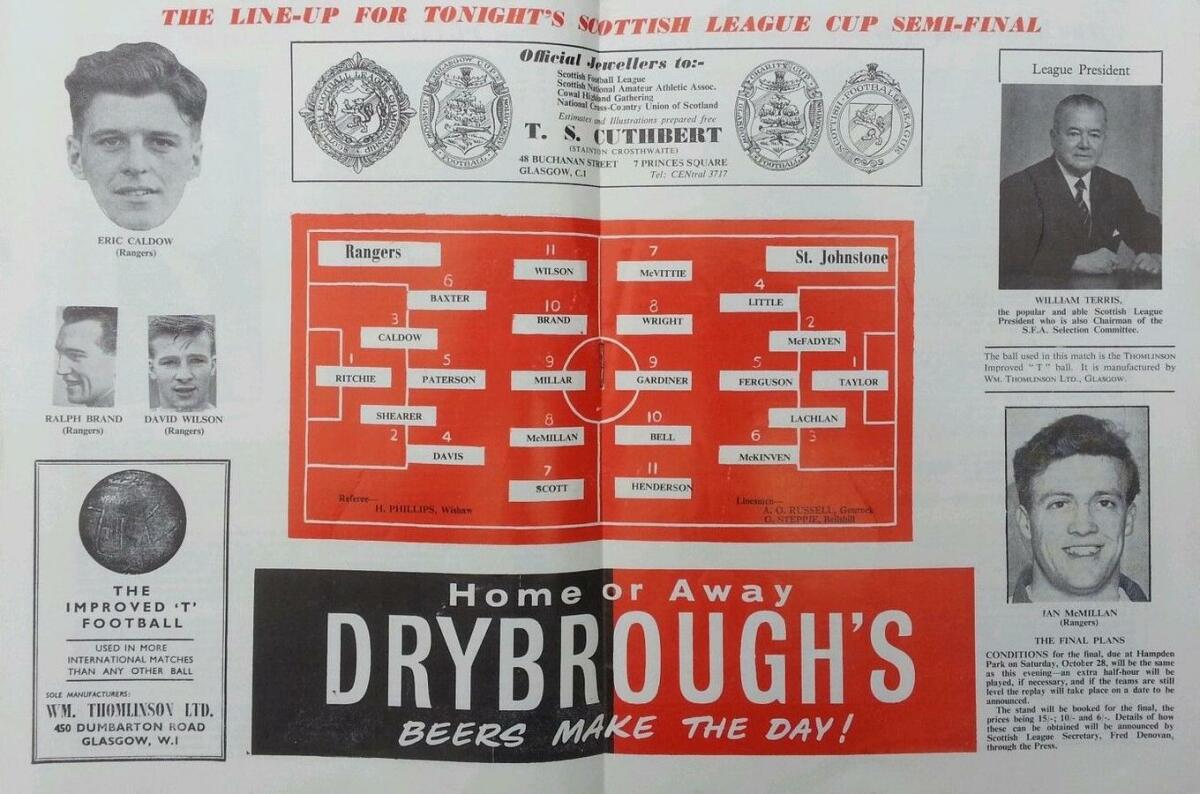 THE LINE-UP FOR TONIGHT'S SCOTTISH LEAGUE CUP SEMI-FINAL
ERIC CALDOW
(Rangers)
RALPH BRAND
(Rangers)
DAVID WILSON
(Rangers)
THE
IMPROVED 'T'
FOOTBALL
USED IN MORE
INTERNATIONAL MATCHES
THAN ANY OTHER BALL
SOLE MANUFACTURERS:
WM. THOMLINSON LTD.
450 DUMBARTON ROAD
GLASGOW, W.1
Official Jewellers to:-
Scottish Football League
Scottish National Amateur Athletic Assoc.
Cowal Highland Gathering
National Cross-Country Union of Scotland
Estimates and Illustrations prepared free
T. S. CUTHBERT
(STAINTON CROSTHWAITE)
48 BUCHANAN STREET 7 PRINCES SQUARE
GLASGOW, C.1 Tel: CENtral 3717
Rangers
St. Johnstone
1
RITCHIE
3
CALDOW
SHEARER
2
6
BAXTER
5
PATERSON
4
DAVIS
11
WILSON
10
BRAND
9
MILLAR
8
McMILLAN
7
SCOTT
7
McVITTIE
8
WRIGHT
9
GARDINER
10
BELL
11
HENDERSON
4
LITTLE
5
FERGUSON
6
McKINVEN
2
McFADYEN
LACHLAN
3
1
TAYLOR
Referee—
H. PHILLIPS, Wishaw
Linesmen—
A. O. RUSSELL, Gourock
G. STEPPIE, Bellshill
Home or Away
DRYBROUGH'S
BEERS MAKE THE DAY!
League President
WILLIAM TERRIS,
the popular and able Scottish League
President who is also Chairman of the
S.F.A. Selection Committee.
The ball used in this match is the THOMLINSON
Improved "T" ball. It is manufactured by
WM. THOMLINSON LTD., GLASGOW.
IAN McMILLAN
(Rangers)
THE FINAL PLANS
CONDITIONS for the final, due at Hampden
Park on Saturday, October 28, will be the same
as this evening—an extra half-hour will be
played, if necessary, and if the teams are still
level the replay will take place on a date to be
announced.
The stand will be booked for the final, the
prices being 15/-; 10/- and 6/-. Details of how
these can be obtained will be announced by
Scottish League Secretary, Fred Denovan,
through the Press.